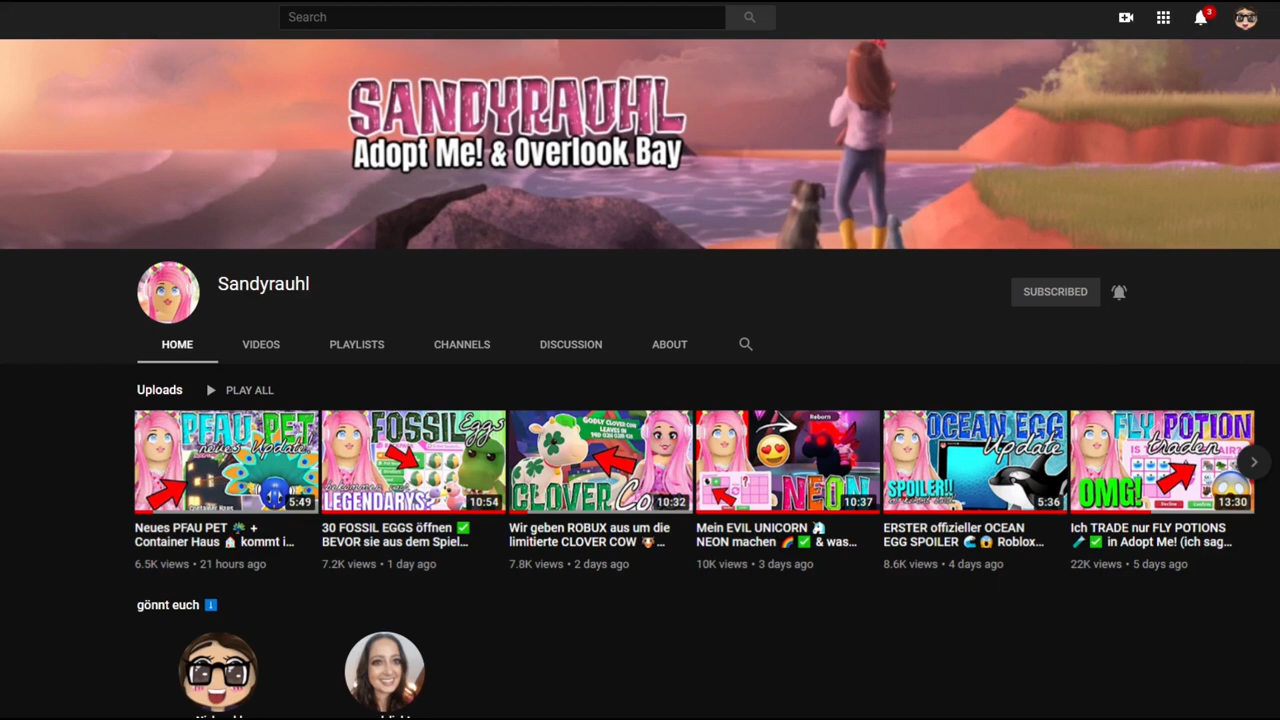 Search
3
SANDYRAUHL
Adopt Me! & Overlook Bay
Sandyrauhl
SUBSCRIBED
HOME VIDEOS PLAYLISTS CHANNELS DISCUSSION ABOUT
Uploads PLAY ALL
PFAU PET
neues Update!
5:49
FOSSIL
Eggs
LEGENDARYS?
10:54
GODLY CLOVER COW
LEAVES IN
CLOVER Cow
10:32
Reborn
NEON
10:37
OCEAN EGG
Update
SPOILER!!
5:36
FLY POTION
traden
IS THIS FAIR?
OMG!
13:30
Neues PFAU PET 🦚 +
Container Haus 🏠 kommt i...
6.5K views • 21 hours ago
30 FOSSIL EGGS öffnen ✅
BEVOR sie aus dem Spiel...
7.2K views • 1 day ago
Wir geben ROBUX aus um die
limitierte CLOVER COW 🐮...
7.8K views • 2 days ago
Mein EVIL UNICORN 🦄
NEON machen 🌈 ✅ & was...
10K views • 3 days ago
ERSTER offizieller OCEAN
EGG SPOILER 🌊 😱 Roblox...
8.6K views • 4 days ago
Ich TRADE nur FLY POTIONS
🧪 ✅ in Adopt Me! (ich sag...
22K views • 5 days ago
gönnt euch ⬇️